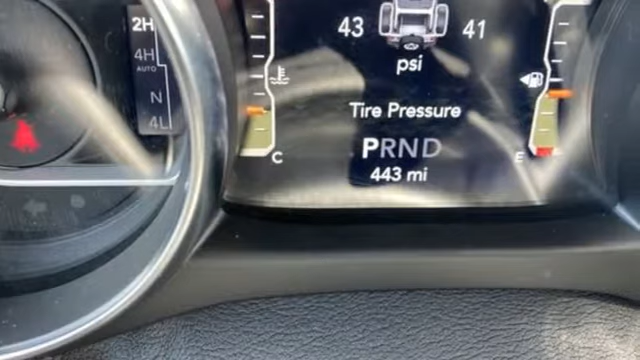 2H
4H
AUTO
N
4L
43 41
psi
Tire Pressure
PRND
443 mi
C
E